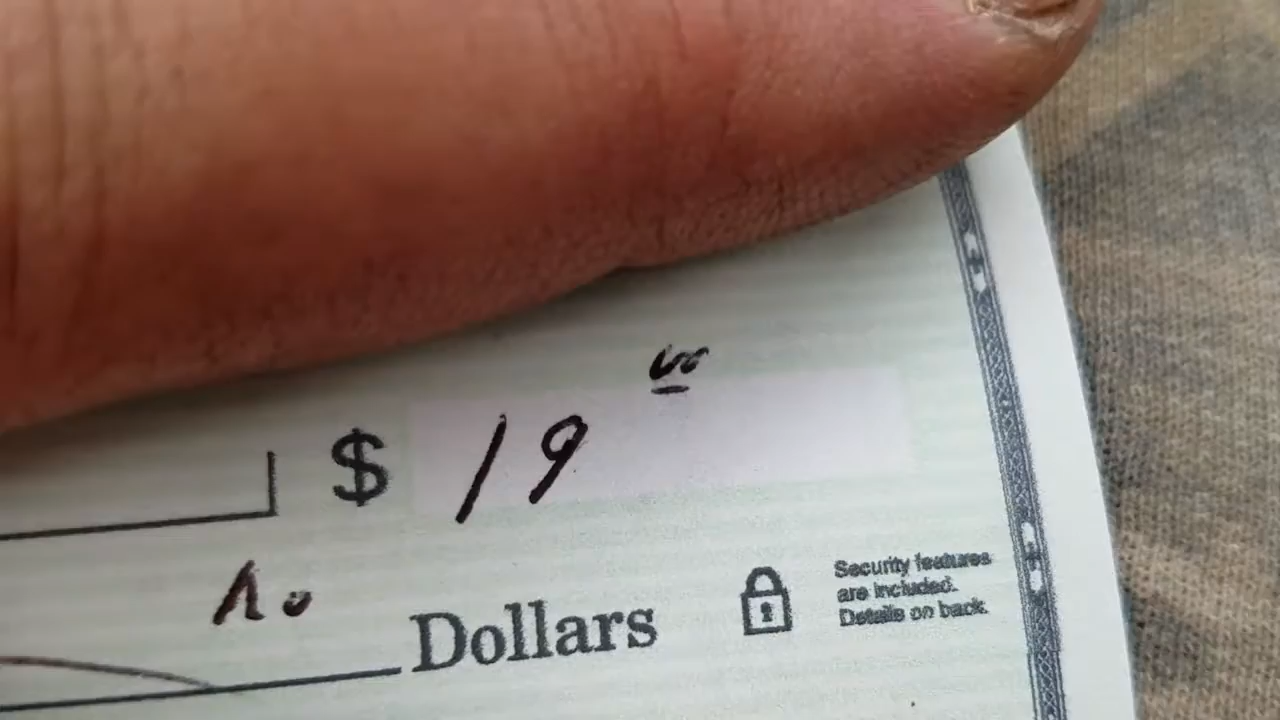 $ 19
Dollars
Security features
are included.
Details on back.